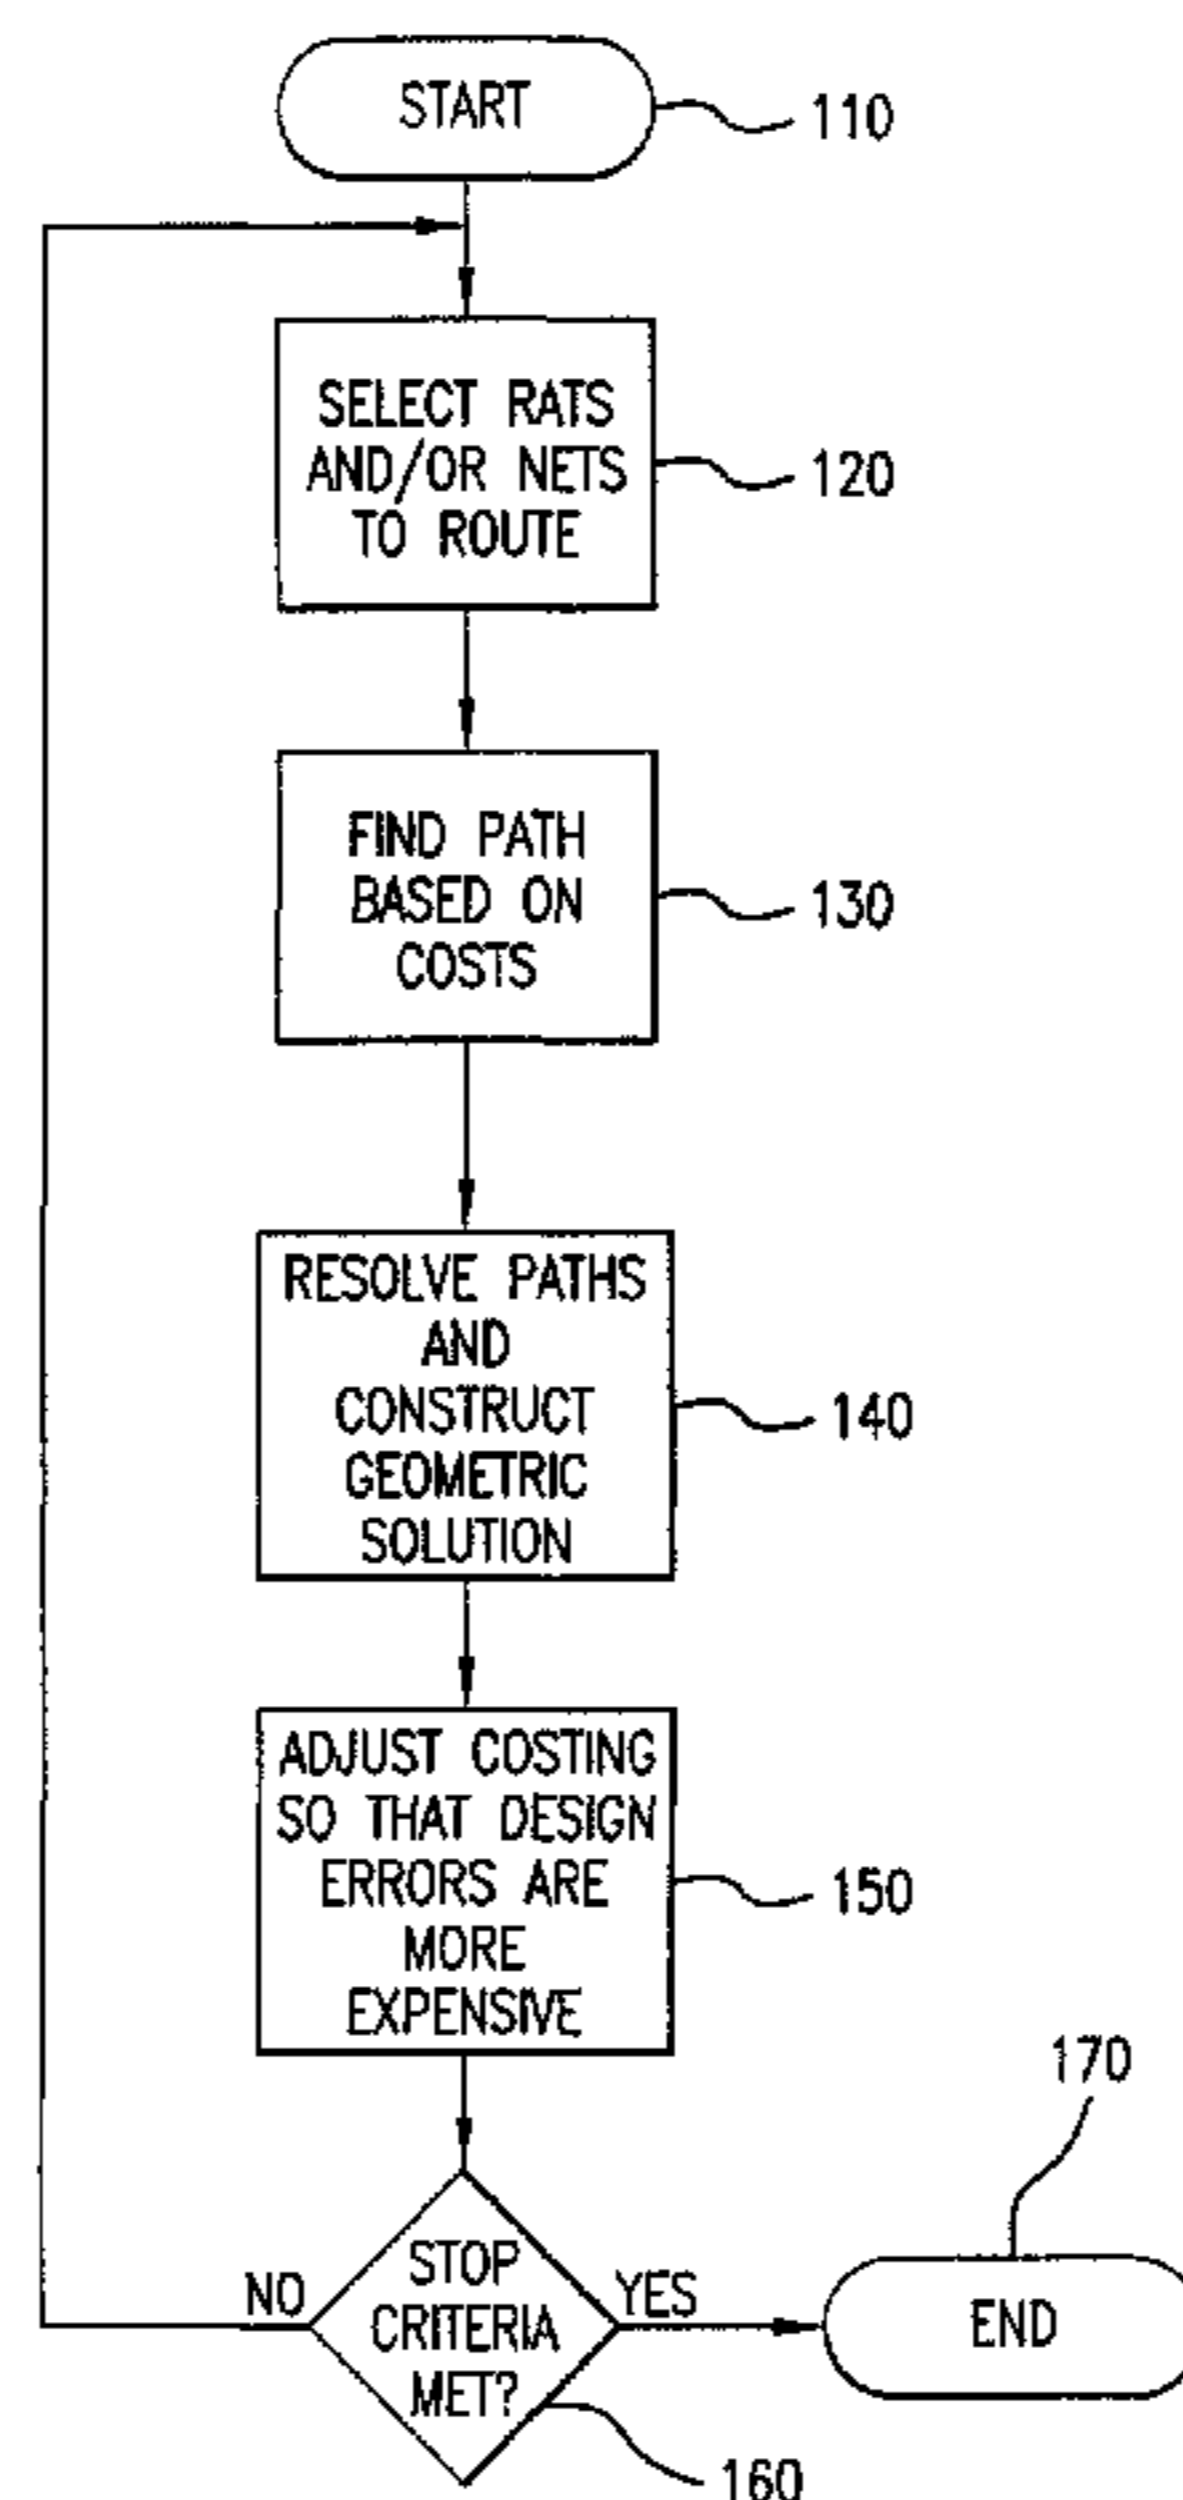 START
110
SELECT RATS
AND/OR NETS
TO ROUTE
120
FIND PATH
BASED ON
COSTS
130
RESOLVE PATHS
AND
CONSTRUCT
GEOMETRIC
SOLUTION
140
ADJUST COSTING
SO THAT DESIGN
ERRORS ARE
MORE
EXPENSIVE
150
170
NO
STOP
CRITERIA
MET?
YES
END
160